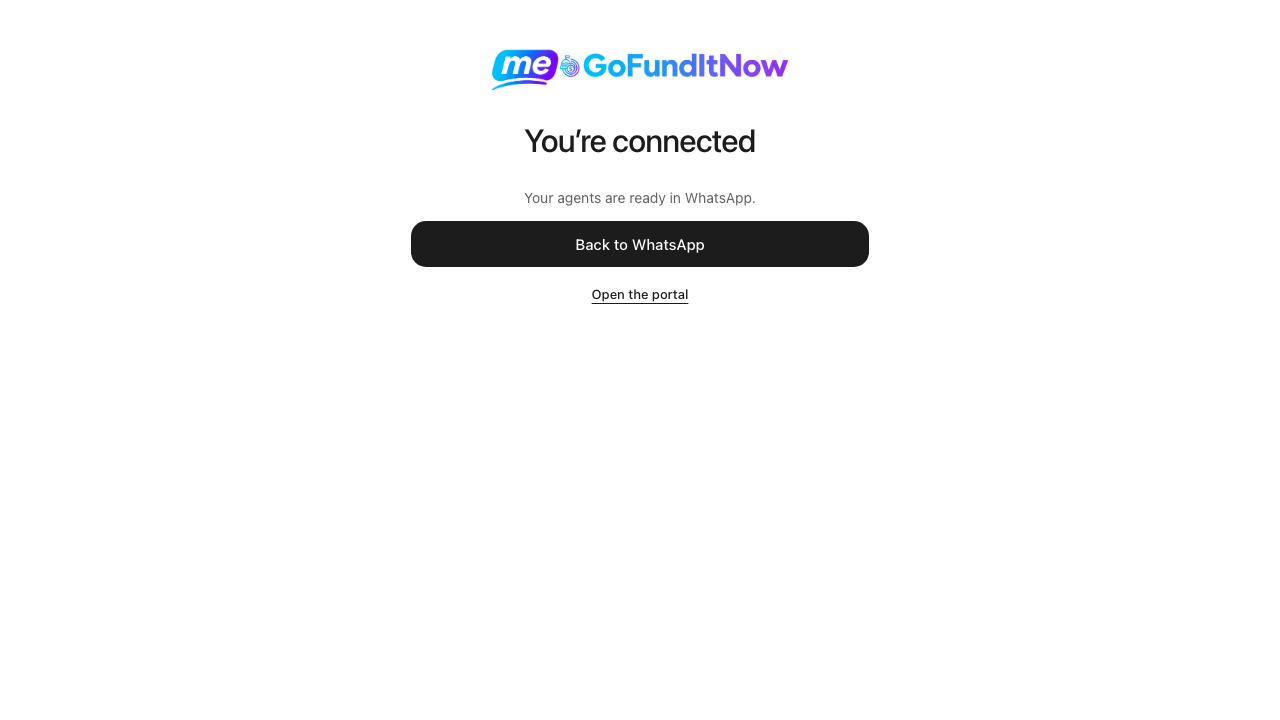 me GoFundItNow
You’re connected
Your agents are ready in WhatsApp.
Back to WhatsApp
Open the portal